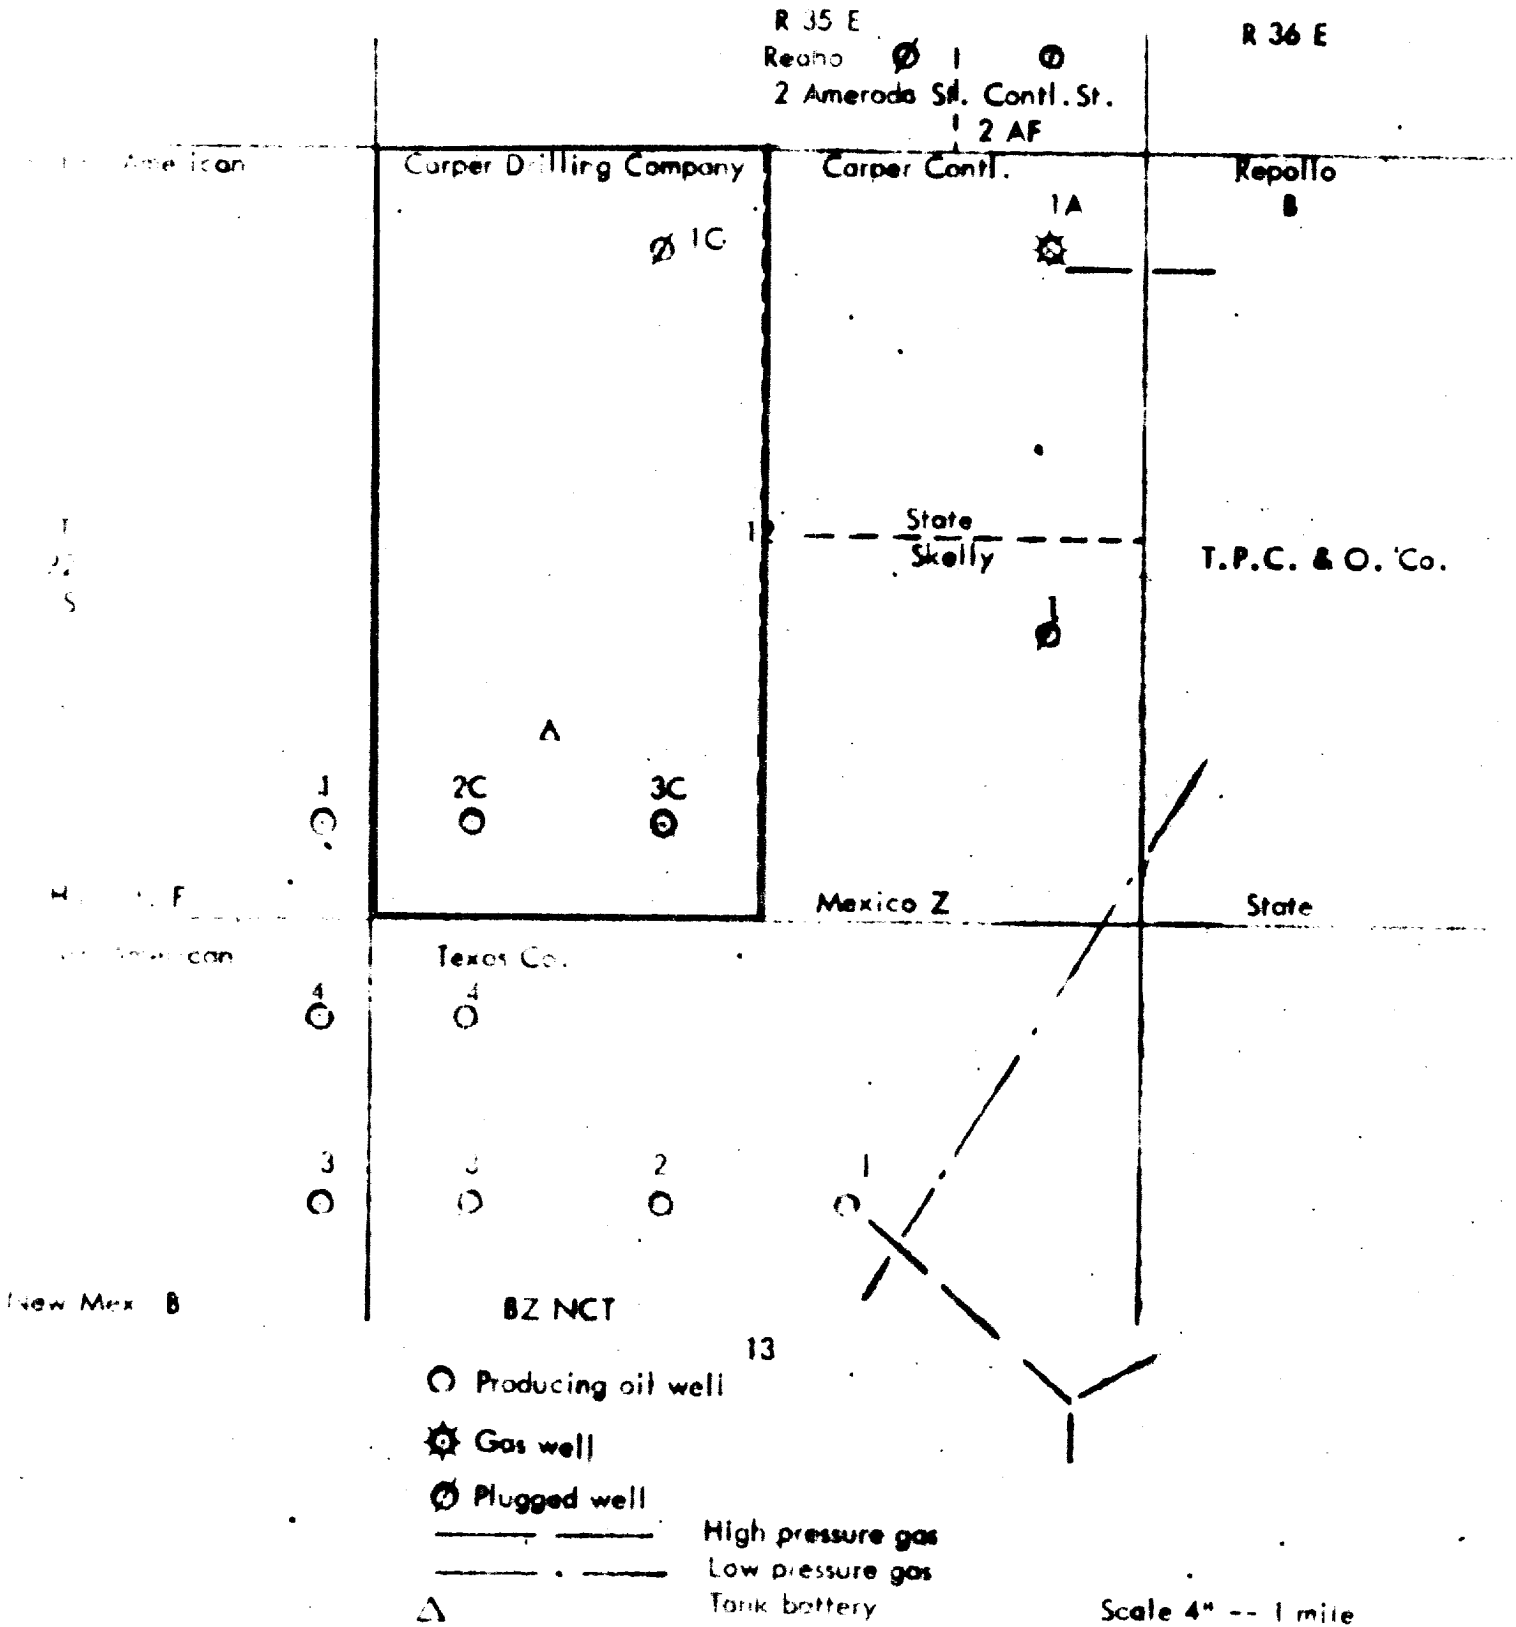 R 35 E
R 36 E
2 Amerada St. Contl. St.
2 AF
American
Carper Drilling Company
Carper Contl.
Repollo
B
1A
1C
T
S
12
State
Skelly
T.P.C. & O. Co.
1
1
2C
3C
F
Mexico Z
State
can
Texas Co.
4
4
3
2
1
New Mex B
BZ NCT
13
Producing oil well
Gas well
Plugged well
High pressure gas
Low pressure gas
Tank battery
Scale 4" -- 1 mile